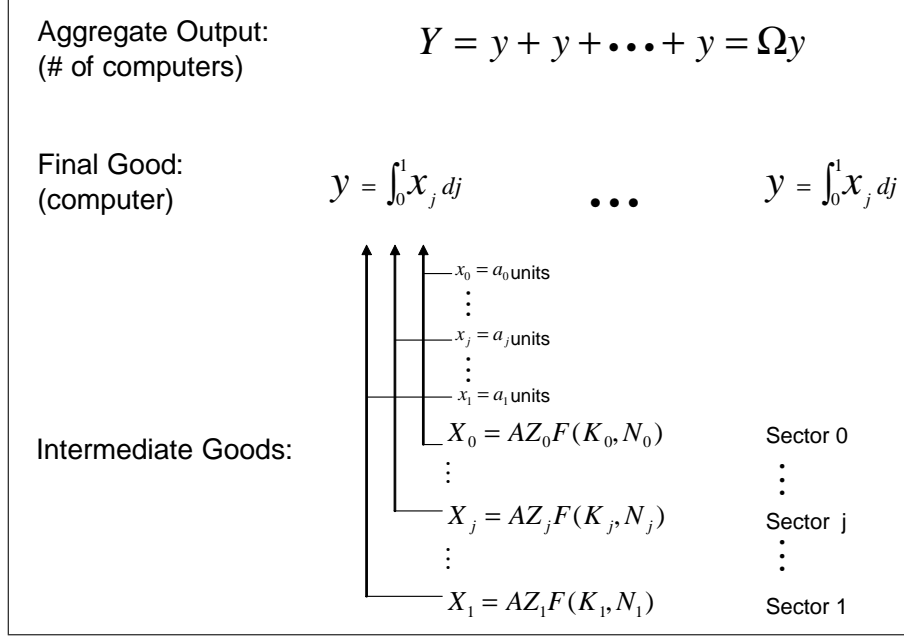 Aggregate Output: Y = y + y + ••• + y = Ωy
(# of computers)
Final Good: y = ∫₀¹ x_j dj ... y = ∫₀¹ x_j dj
(computer)
x₀ = a₀ units
⋮
x_j = a_j units
⋮
x₁ = a₁ units
X₀ = AZ₀F(K₀, N₀) Sector 0
Intermediate Goods:
⋮ ⋮
X_j = AZ_jF(K_j, N_j) Sector j
⋮ ⋮
X₁ = AZ₁F(K₁, N₁) Sector 1